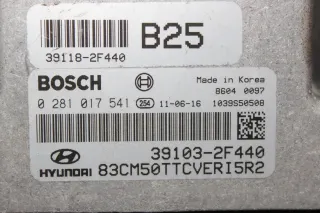 B25
39118-2F440
BOSCH
Made in Korea
8604 0097
0 281 017 541 254 11-06-16 1039S50508
39103-2F440
HYUNDAI 83CM50TTCVERI5R2